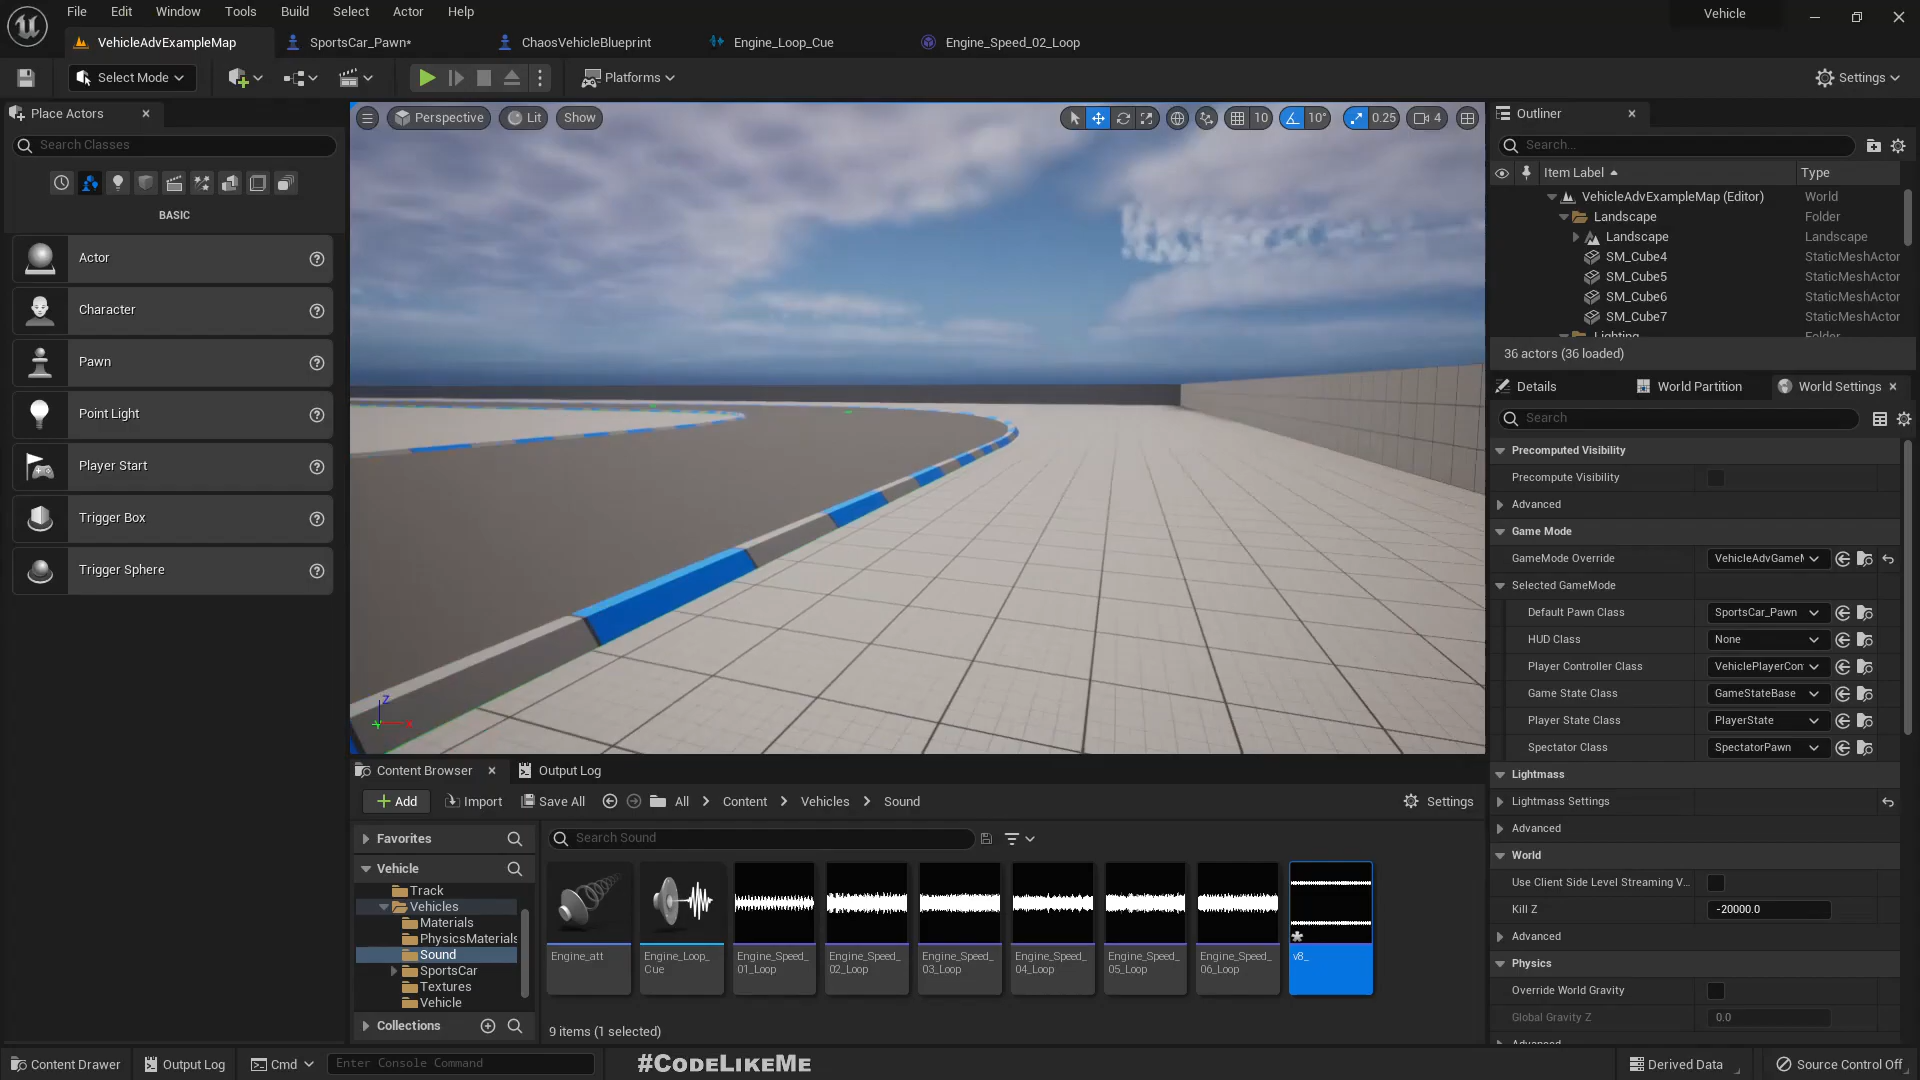 File Edit Window Tools Build Select Actor Help
Vehicle
VehicleAdvExampleMap
SportsCar_Pawn*
ChaosVehicleBlueprint
Engine_Loop_Cue
Engine_Speed_02_Loop
Select Mode
Platforms
Settings
Place Actors
Search Classes
BASIC
Actor
Character
Pawn
Point Light
Player Start
Trigger Box
Trigger Sphere
Perspective
Lit
Show
10
10°
0.25
4
Z
X
Outliner
Search...
Item Label
Type
VehicleAdvExampleMap (Editor) World
Landscape Folder
Landscape Landscape
SM_Cube4 StaticMeshActor
SM_Cube5 StaticMeshActor
SM_Cube6 StaticMeshActor
SM_Cube7 StaticMeshActor
Lighting Folder
36 actors (36 loaded)
Details
World Partition
World Settings
Search
Precomputed Visibility
Precompute Visibility
Advanced
Game Mode
GameMode Override VehicleAdvGame
Selected GameMode
Default Pawn Class SportsCar_Pawn
HUD Class None
Player Controller Class VehiclePlayerCon
Game State Class GameStateBase
Player State Class PlayerState
Spectator Class SpectatorPawn
Lightmass
Lightmass Settings
Advanced
World
Use Client Side Level Streaming V...
Kill Z -20000.0
Advanced
Physics
Override World Gravity
Global Gravity Z 0.0
Advanced
Content Browser
Output Log
Add
Import
Save All
All
Content
Vehicles
Sound
Settings
Favorites
Search Sound
Vehicle
Track
Vehicles
Materials
PhysicsMaterials
Sound
SportsCar
Textures
Vehicle
Collections
Engine_att
Engine_Loop_
Cue
Engine_Speed_
01_Loop
Engine_Speed_
02_Loop
Engine_Speed_
03_Loop
Engine_Speed_
04_Loop
Engine_Speed_
05_Loop
Engine_Speed_
06_Loop
v8_
9 items (1 selected)
Content Drawer
Output Log
Cmd
Enter Console Command
#CodeLikeMe
Derived Data
Source Control Off